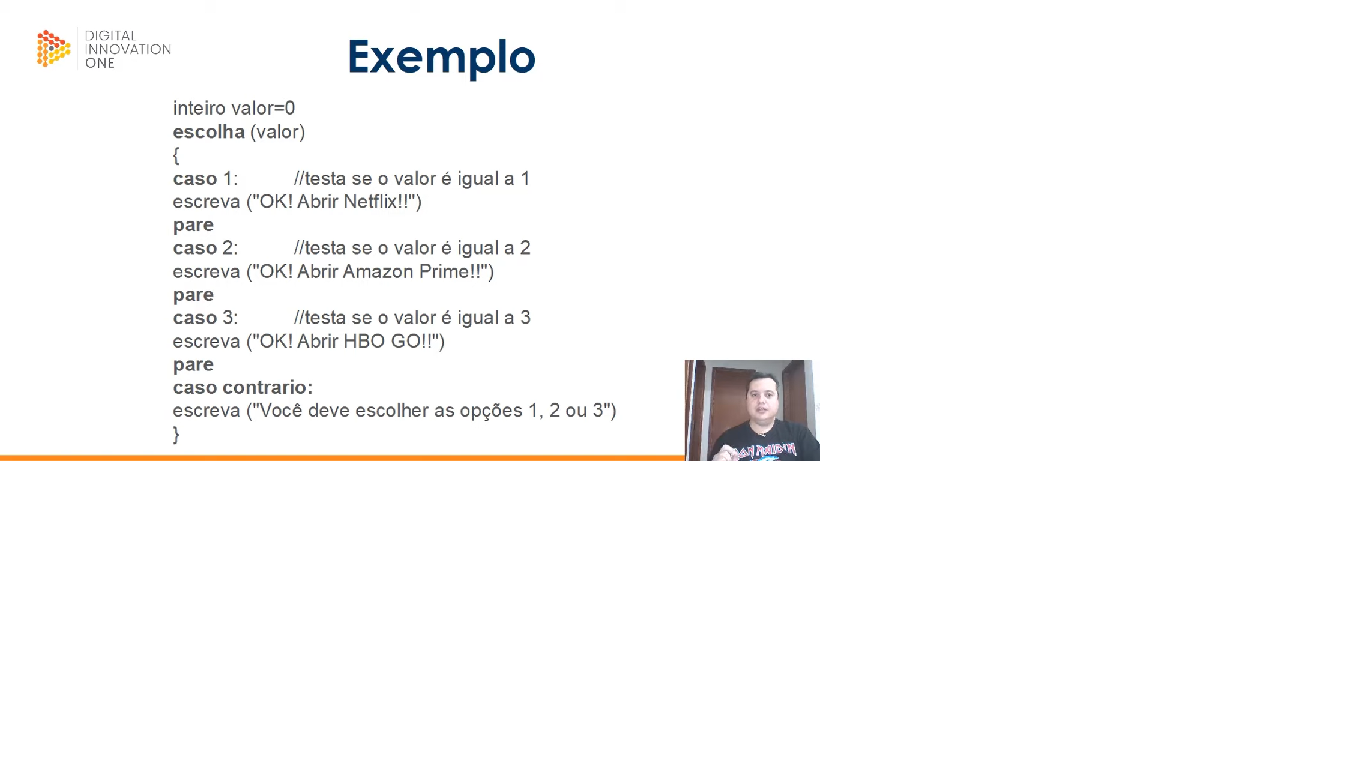 DIGITAL
INNOVATION
ONE
Exemplo
inteiro valor=0
escolha (valor)
{
caso 1: //testa se o valor é igual a 1
escreva ("OK! Abrir Netflix!!")
pare
caso 2: //testa se o valor é igual a 2
escreva ("OK! Abrir Amazon Prime!!")
pare
caso 3: //testa se o valor é igual a 3
escreva ("OK! Abrir HBO GO!!")
pare
caso contrario:
escreva ("Você deve escolher as opções 1, 2 ou 3")
}
IRON MAIDEN